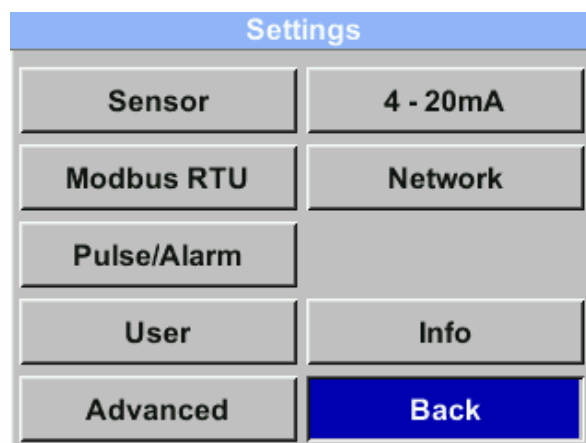 Settings
Sensor
4 - 20mA
Modbus RTU
Network
Pulse/Alarm
User
Info
Advanced
Back